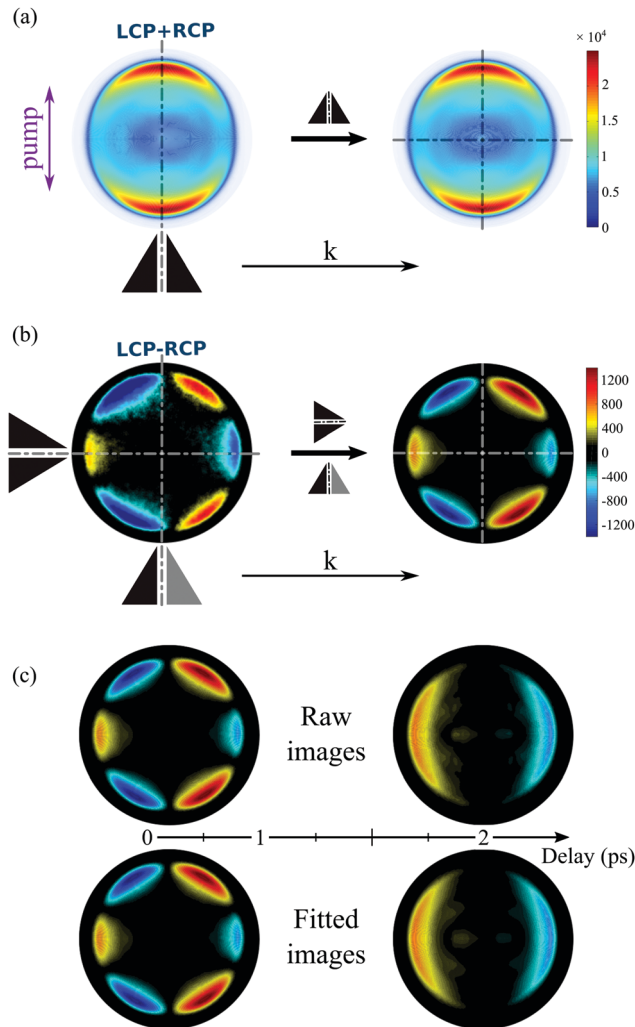 (a)
LCP+RCP
pump
× 10⁴
2
1.5
1
0.5
0
k
(b)
LCP-RCP
1200
800
400
0
-400
-800
-1200
k
(c)
Raw
images
0 1 2
Delay (ps)
Fitted
images